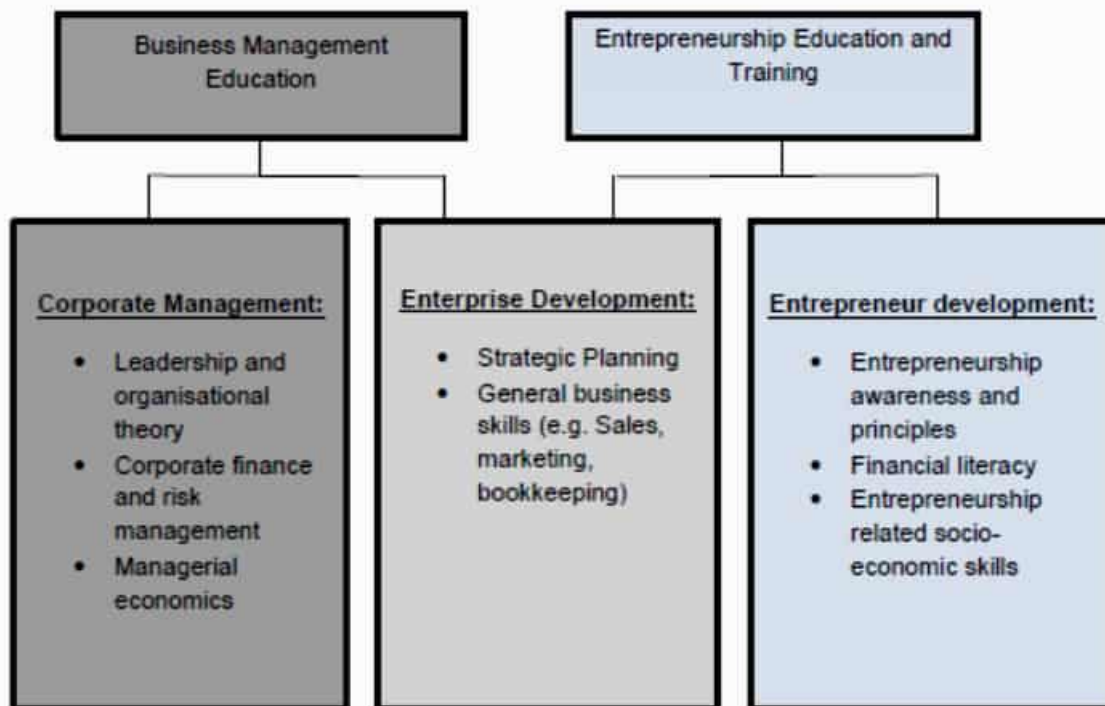 Business Management
Education
Entrepreneurship Education and
Training
Corporate Management:
• Leadership and
organisational
theory
• Corporate finance
and risk
management
• Managerial
economics
Enterprise Development:
• Strategic Planning
• General business
skills (e.g. Sales,
marketing,
bookkeeping)
Entrepreneur development:
• Entrepreneurship
awareness and
principles
• Financial literacy
• Entrepreneurship
related socio-
economic skills